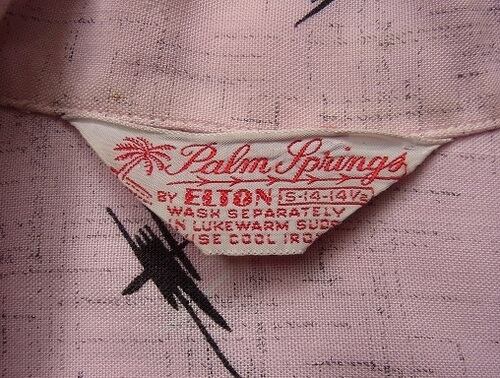 Palm Springs
BY ELTON S-14-14½
WASH SEPARATELY
IN LUKEWARM SUDS
USE COOL IRON